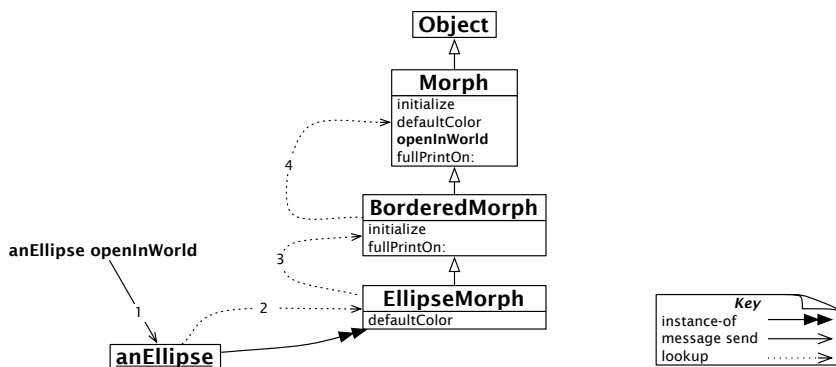 Object
Morph
initialize
defaultColor
openInWorld
fullPrintOn:
4
BorderedMorph
initialize
fullPrintOn:
anEllipse openInWorld
3
EllipseMorph
defaultColor
1
2
anEllipse
Key
instance-of
message send
lookup